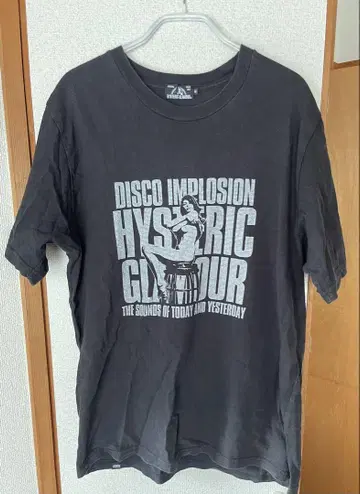 DISCO IMPLOSION
HYSTERIC
GLAMOUR
THE SOUNDS OF TODAY AND YESTERDAY